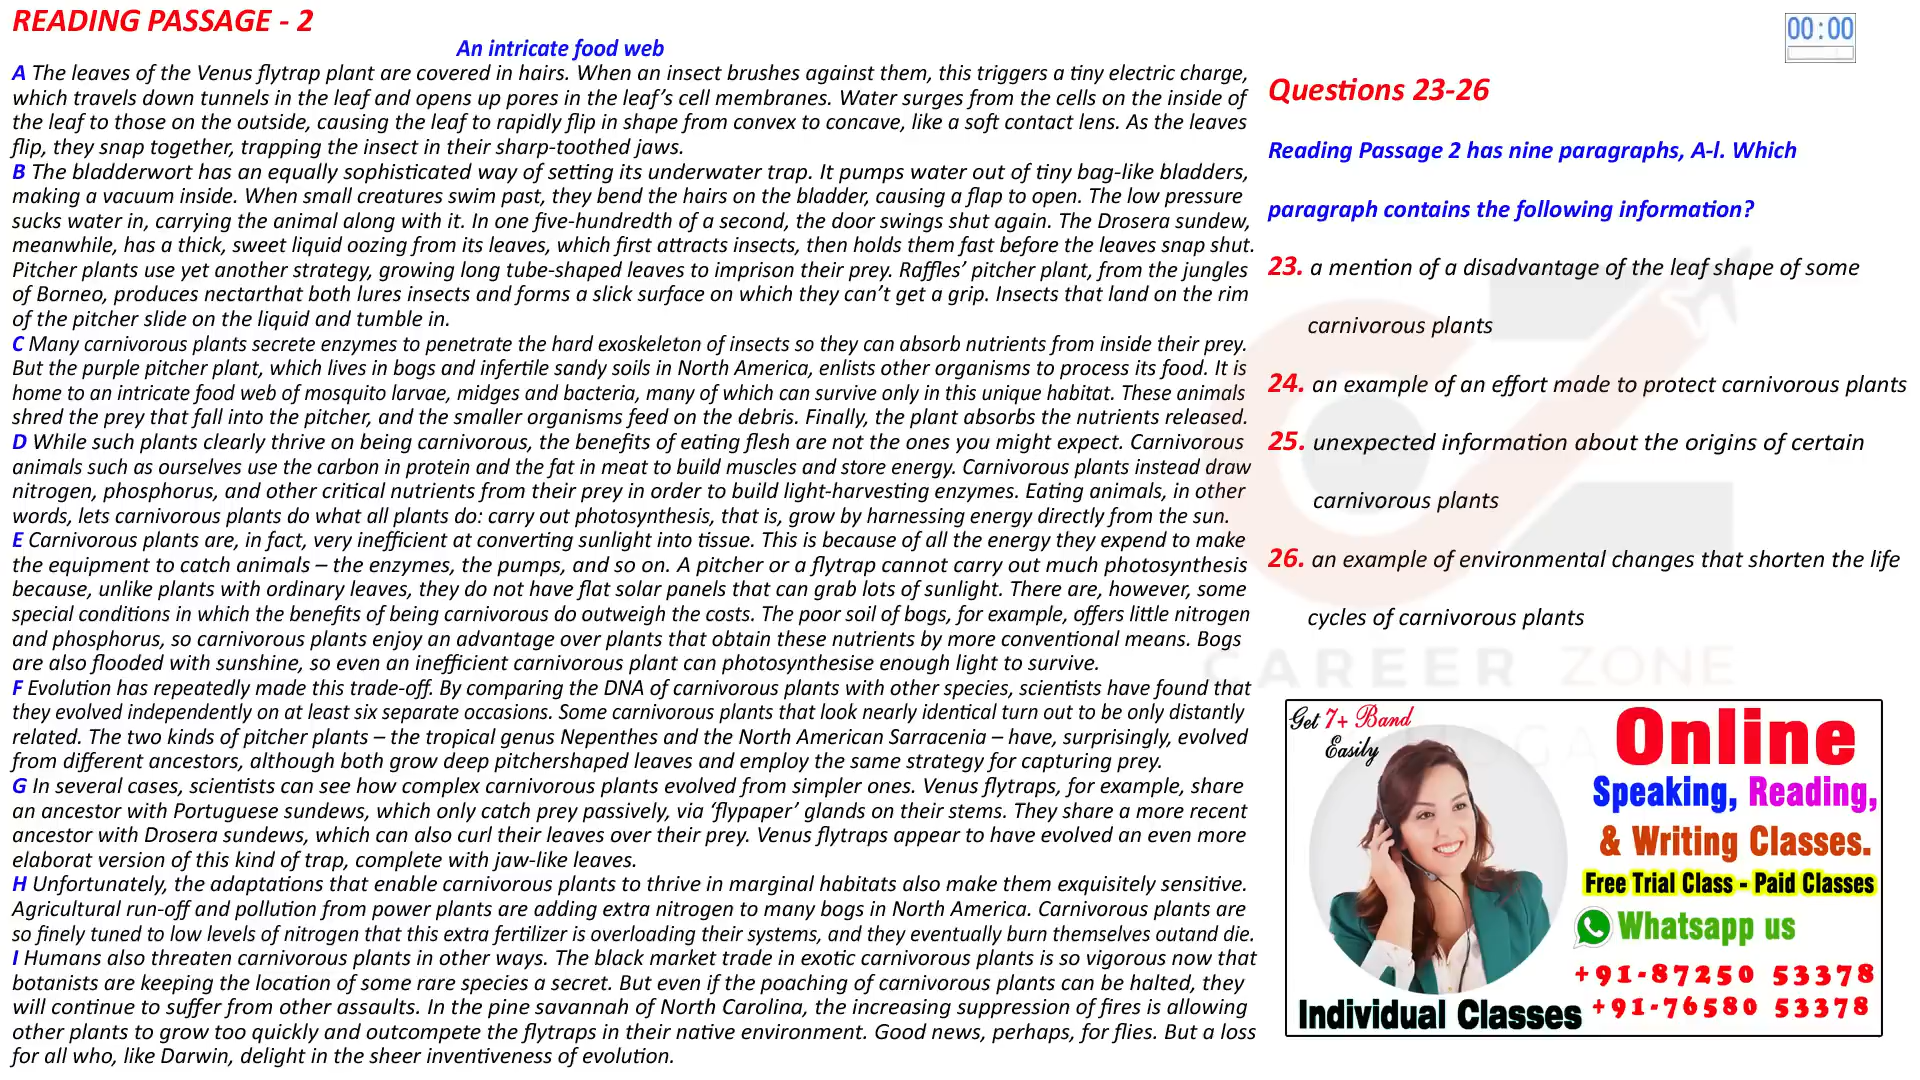 READING PASSAGE - 2
An intricate food web
A The leaves of the Venus flytrap plant are covered in hairs. When an insect brushes against them, this triggers a tiny electric charge,
which travels down tunnels in the leaf and opens up pores in the leaf's cell membranes. Water surges from the cells on the inside of
the leaf to those on the outside, causing the leaf to rapidly flip in shape from convex to concave, like a soft contact lens. As the leaves
flip, they snap together, trapping the insect in their sharp-toothed jaws.
B The bladderwort has an equally sophisticated way of setting its underwater trap. It pumps water out of tiny bag-like bladders,
making a vacuum inside. When small creatures swim past, they bend the hairs on the bladder, causing a flap to open. The low pressure
sucks water in, carrying the animal along with it. In one five-hundredth of a second, the door swings shut again. The Drosera sundew,
meanwhile, has a thick, sweet liquid oozing from its leaves, which first attracts insects, then holds them fast before the leaves snap shut.
Pitcher plants use yet another strategy, growing long tube-shaped leaves to imprison their prey. Raffles' pitcher plant, from the jungles
of Borneo, produces nectarthat both lures insects and forms a slick surface on which they can't get a grip. Insects that land on the rim
of the pitcher slide on the liquid and tumble in.
C Many carnivorous plants secrete enzymes to penetrate the hard exoskeleton of insects so they can absorb nutrients from inside their prey.
But the purple pitcher plant, which lives in bogs and infertile sandy soils in North America, enlists other organisms to process its food. It is
home to an intricate food web of mosquito larvae, midges and bacteria, many of which can survive only in this unique habitat. These animals
shred the prey that fall into the pitcher, and the smaller organisms feed on the debris. Finally, the plant absorbs the nutrients released.
D While such plants clearly thrive on being carnivorous, the benefits of eating flesh are not the ones you might expect. Carnivorous
animals such as ourselves use the carbon in protein and the fat in meat to build muscles and store energy. Carnivorous plants instead draw
nitrogen, phosphorus, and other critical nutrients from their prey in order to build light-harvesting enzymes. Eating animals, in other
words, lets carnivorous plants do what all plants do: carry out photosynthesis, that is, grow by harnessing energy directly from the sun.
E Carnivorous plants are, in fact, very inefficient at converting sunlight into tissue. This is because of all the energy they expend to make
the equipment to catch animals – the enzymes, the pumps, and so on. A pitcher or a flytrap cannot carry out much photosynthesis
because, unlike plants with ordinary leaves, they do not have flat solar panels that can grab lots of sunlight. There are, however, some
special conditions in which the benefits of being carnivorous do outweigh the costs. The poor soil of bogs, for example, offers little nitrogen
and phosphorus, so carnivorous plants enjoy an advantage over plants that obtain these nutrients by more conventional means. Bogs
are also flooded with sunshine, so even an inefficient carnivorous plant can photosynthesise enough light to survive.
F Evolution has repeatedly made this trade-off. By comparing the DNA of carnivorous plants with other species, scientists have found that
they evolved independently on at least six separate occasions. Some carnivorous plants that look nearly identical turn out to be only distantly
related. The two kinds of pitcher plants – the tropical genus Nepenthes and the North American Sarracenia – have, surprisingly, evolved
from different ancestors, although both grow deep pitchershaped leaves and employ the same strategy for capturing prey.
G In several cases, scientists can see how complex carnivorous plants evolved from simpler ones. Venus flytraps, for example, share
an ancestor with Portuguese sundews, which only catch prey passively, via 'flypaper' glands on their stems. They share a more recent
ancestor with Drosera sundews, which can also curl their leaves over their prey. Venus flytraps appear to have evolved an even more
elaborat version of this kind of trap, complete with jaw-like leaves.
H Unfortunately, the adaptations that enable carnivorous plants to thrive in marginal habitats also make them exquisitely sensitive.
Agricultural run-off and pollution from power plants are adding extra nitrogen to many bogs in North America. Carnivorous plants are
so finely tuned to low levels of nitrogen that this extra fertilizer is overloading their systems, and they eventually burn themselves outand die.
I Humans also threaten carnivorous plants in other ways. The black market trade in exotic carnivorous plants is so vigorous now that
botanists are keeping the location of some rare species a secret. But even if the poaching of carnivorous plants can be halted, they
will continue to suffer from other assaults. In the pine savannah of North Carolina, the increasing suppression of fires is allowing
other plants to grow too quickly and outcompete the flytraps in their native environment. Good news, perhaps, for flies. But a loss
for all who, like Darwin, delight in the sheer inventiveness of evolution.
00:00
Questions 23-26
Reading Passage 2 has nine paragraphs, A-l. Which
paragraph contains the following information?
23. a mention of a disadvantage of the leaf shape of some
carnivorous plants
24. an example of an effort made to protect carnivorous plants
25. unexpected information about the origins of certain
carnivorous plants
26. an example of environmental changes that shorten the life
cycles of carnivorous plants
CAREER ZONE
Get 7+ Band
Easily
Online
Speaking, Reading,
& Writing Classes.
Free Trial Class - Paid Classes
Whatsapp us
+91-87250 53378
+91-76580 53378
Individual Classes